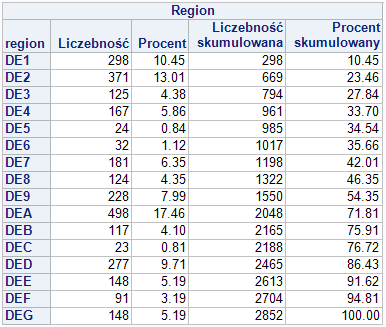 Region
region Liczebność Procent Liczebność skumulowana Procent skumulowany
DE1 298 10.45 298 10.45
DE2 371 13.01 669 23.46
DE3 125 4.38 794 27.84
DE4 167 5.86 961 33.70
DE5 24 0.84 985 34.54
DE6 32 1.12 1017 35.66
DE7 181 6.35 1198 42.01
DE8 124 4.35 1322 46.35
DE9 228 7.99 1550 54.35
DEA 498 17.46 2048 71.81
DEB 117 4.10 2165 75.91
DEC 23 0.81 2188 76.72
DED 277 9.71 2465 86.43
DEE 148 5.19 2613 91.62
DEF 91 3.19 2704 94.81
DEG 148 5.19 2852 100.00